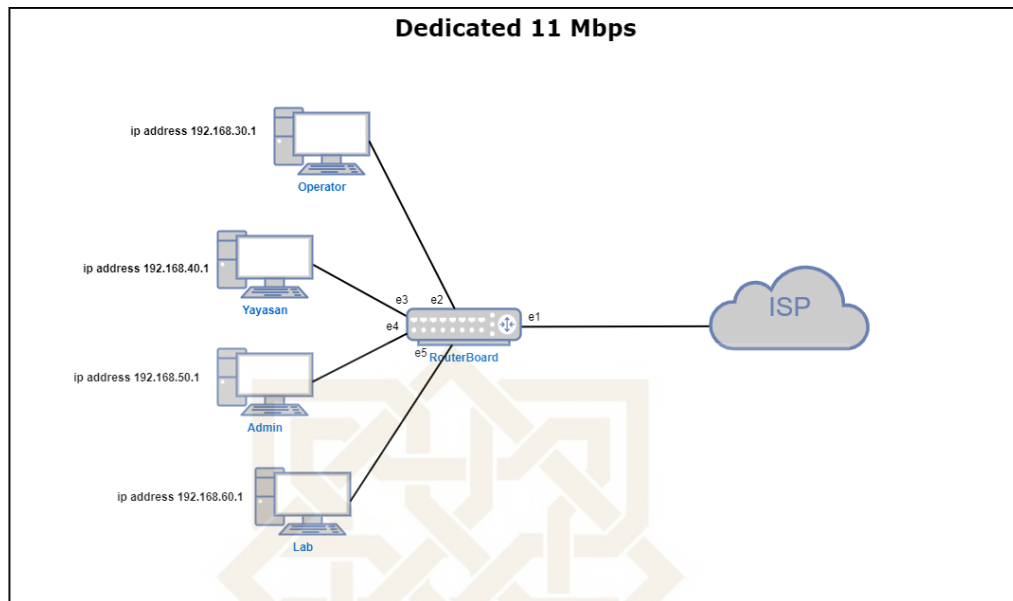 Dedicated 11 Mbps
ip address 192.168.30.1
Operator
ip address 192.168.40.1
Yayasan
e3
e2
e1
ISP
e4
e5
RouterBoard
ip address 192.168.50.1
Admin
ip address 192.168.60.1
Lab